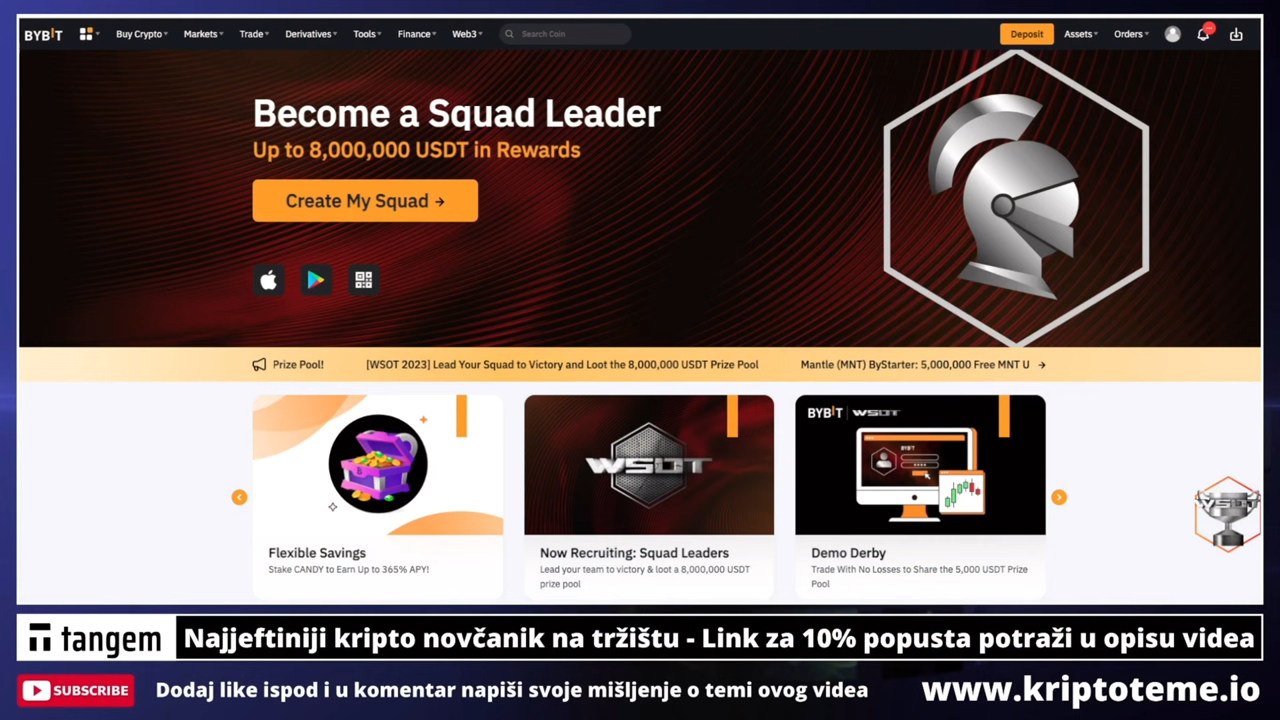 BYBIT Buy Crypto Markets Trade Derivatives Tools Finance Web3 Search Coin Deposit Assets Orders
Become a Squad Leader
Up to 8,000,000 USDT in Rewards
Create My Squad →
Prize Pool! [WSOT 2023] Lead Your Squad to Victory and Loot the 8,000,000 USDT Prize Pool Mantle (MNT) ByStarter: 5,000,000 Free MNT U →
WSOT
BYBIT | WSOT
BYBIT
WSOT
Flexible Savings
Stake CANDY to Earn Up to 365% APY!
Now Recruiting: Squad Leaders
Lead your team to victory & loot a 8,000,000 USDT
prize pool
Demo Derby
Trade With No Losses to Share the 5,000 USDT Prize
Pool
tangem Najjeftiniji kripto novčanik na tržištu - Link za 10% popusta potraži u opisu videa
SUBSCRIBE Dodaj like ispod i u komentar napiši svoje mišljenje o temi ovog videa www.kriptoteme.io